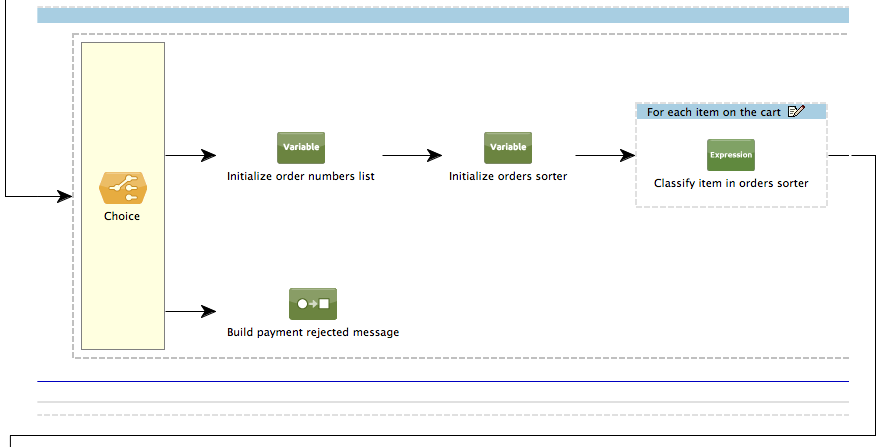 For each item on the cart
Variable
Variable
Expression
Initialize order numbers list
Initialize orders sorter
Classify item in orders sorter
Choice
Build payment rejected message